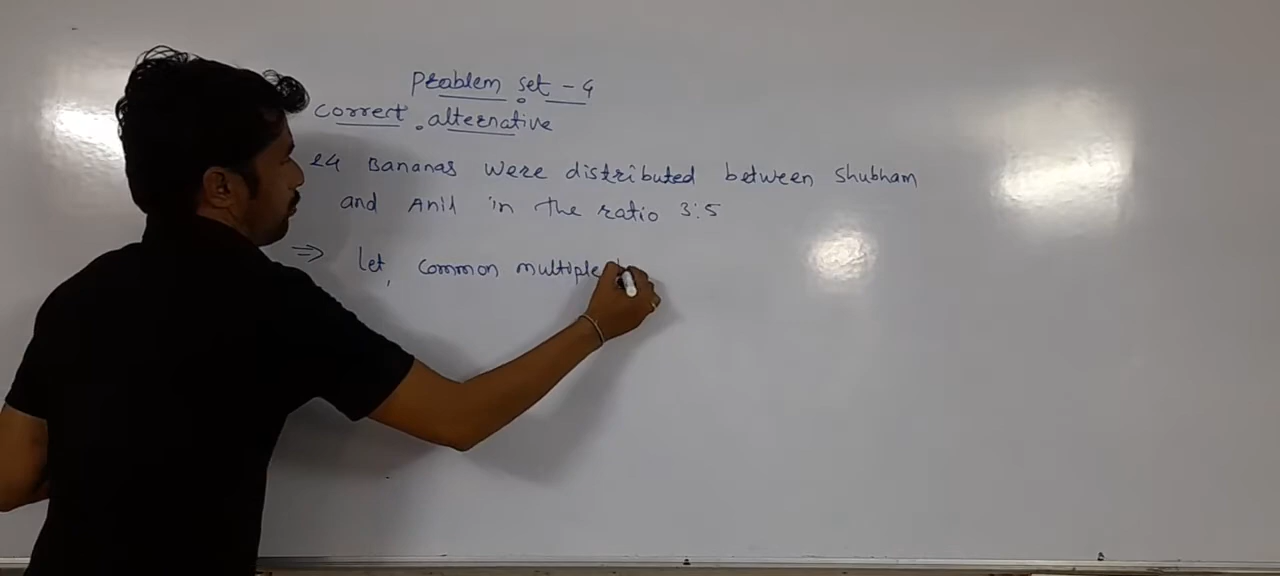 Problem set - 4
correct alternative
24 Bananas were distributed between Shubham
and Anil in the ratio 3:5
⇒ let, common multiple